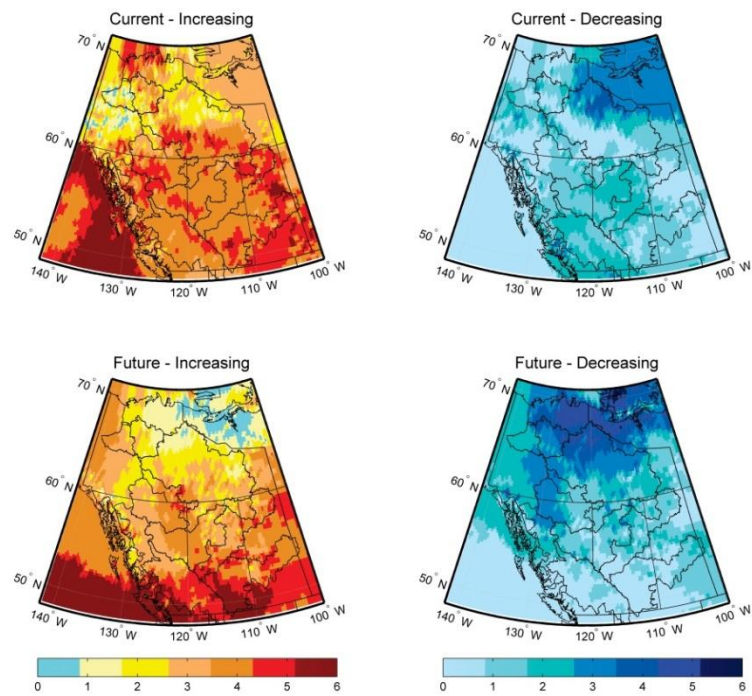 Current - Increasing
Current - Decreasing
70° N
60° N
50° N
140° W
130° W
120° W
110° W
100° W
70° N
60° N
50° N
140° W
130° W
120° W
110° W
100° W
Future - Increasing
Future - Decreasing
70° N
60° N
50° N
140° W
130° W
120° W
110° W
100° W
70° N
60° N
50° N
140° W
130° W
120° W
110° W
100° W
0 1 2 3 4 5 6
0 1 2 3 4 5 6